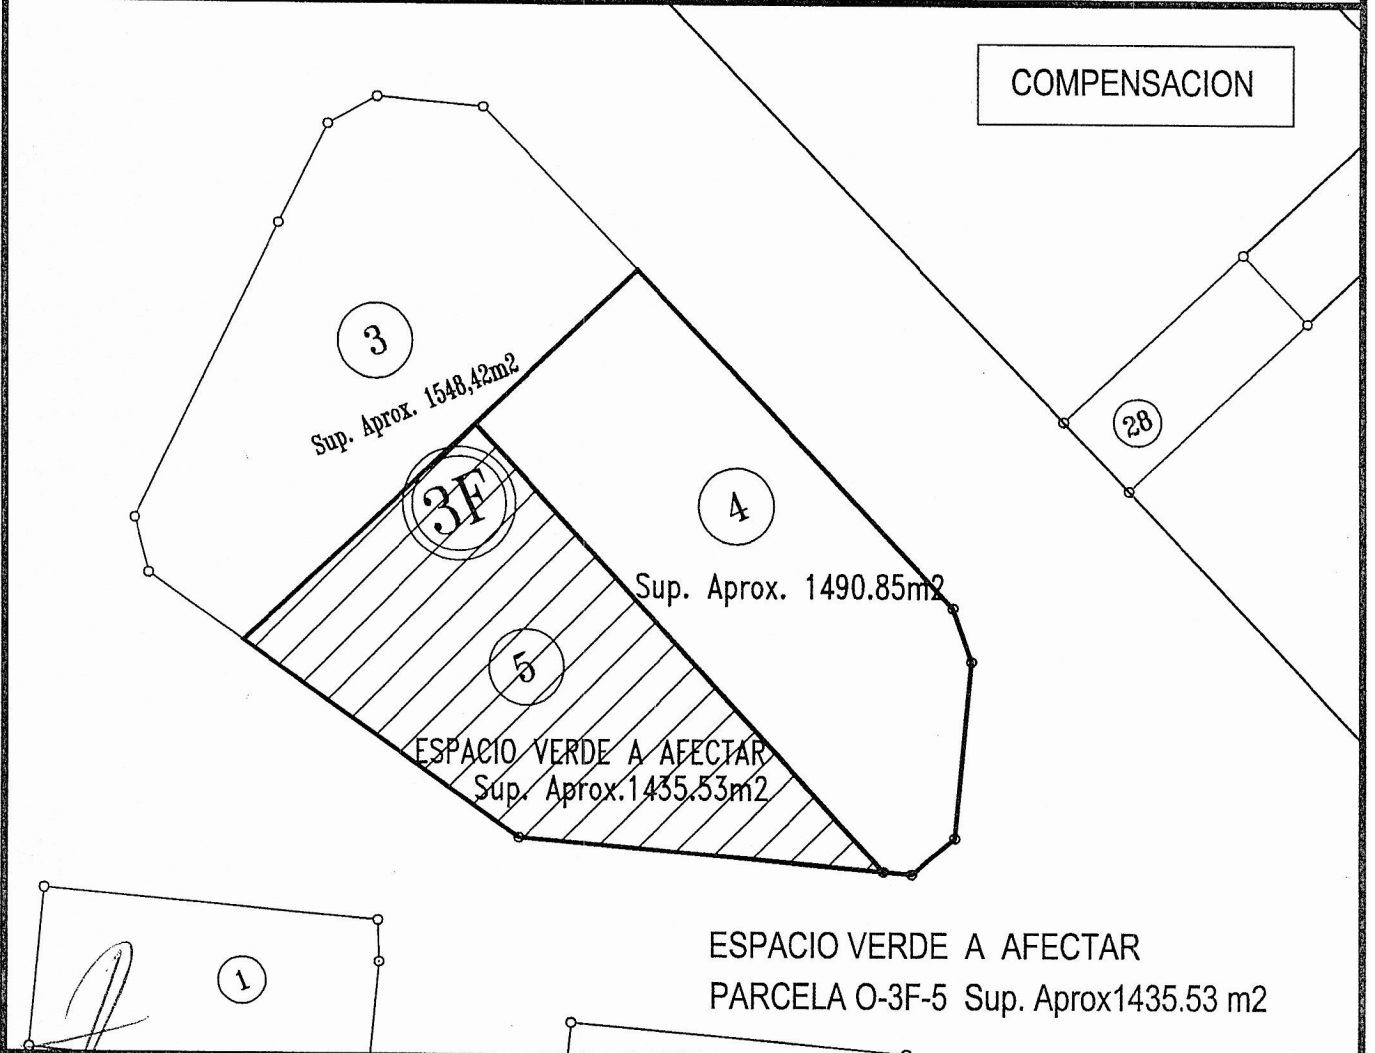 COMPENSACION
3
Sup. Aprox. 1548,42m2
28
3F
4
Sup. Aprox. 1490.85m2
5
ESPACIO VERDE A AFECTAR
Sup. Aprox.1435.53m2
ESPACIO VERDE A AFECTAR
PARCELA O-3F-5 Sup. Aprox1435.53 m2
1